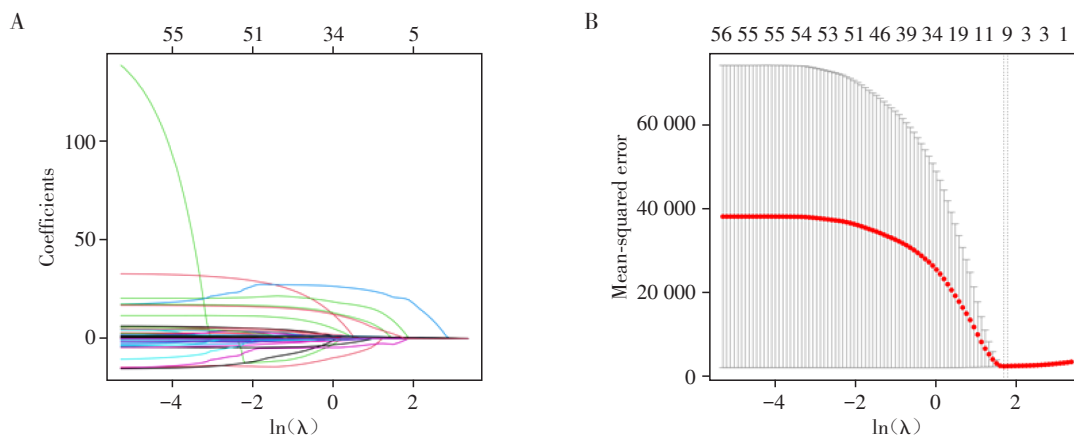 A
55 51 34 5
100
50
0
Coefficients
−4 −2 0 2
ln(λ)
B
56 55 55 54 53 51 46 39 34 19 11 9 3 3 1
60 000
40 000
20 000
0
Mean-squared error
−4 −2 0 2
ln(λ)